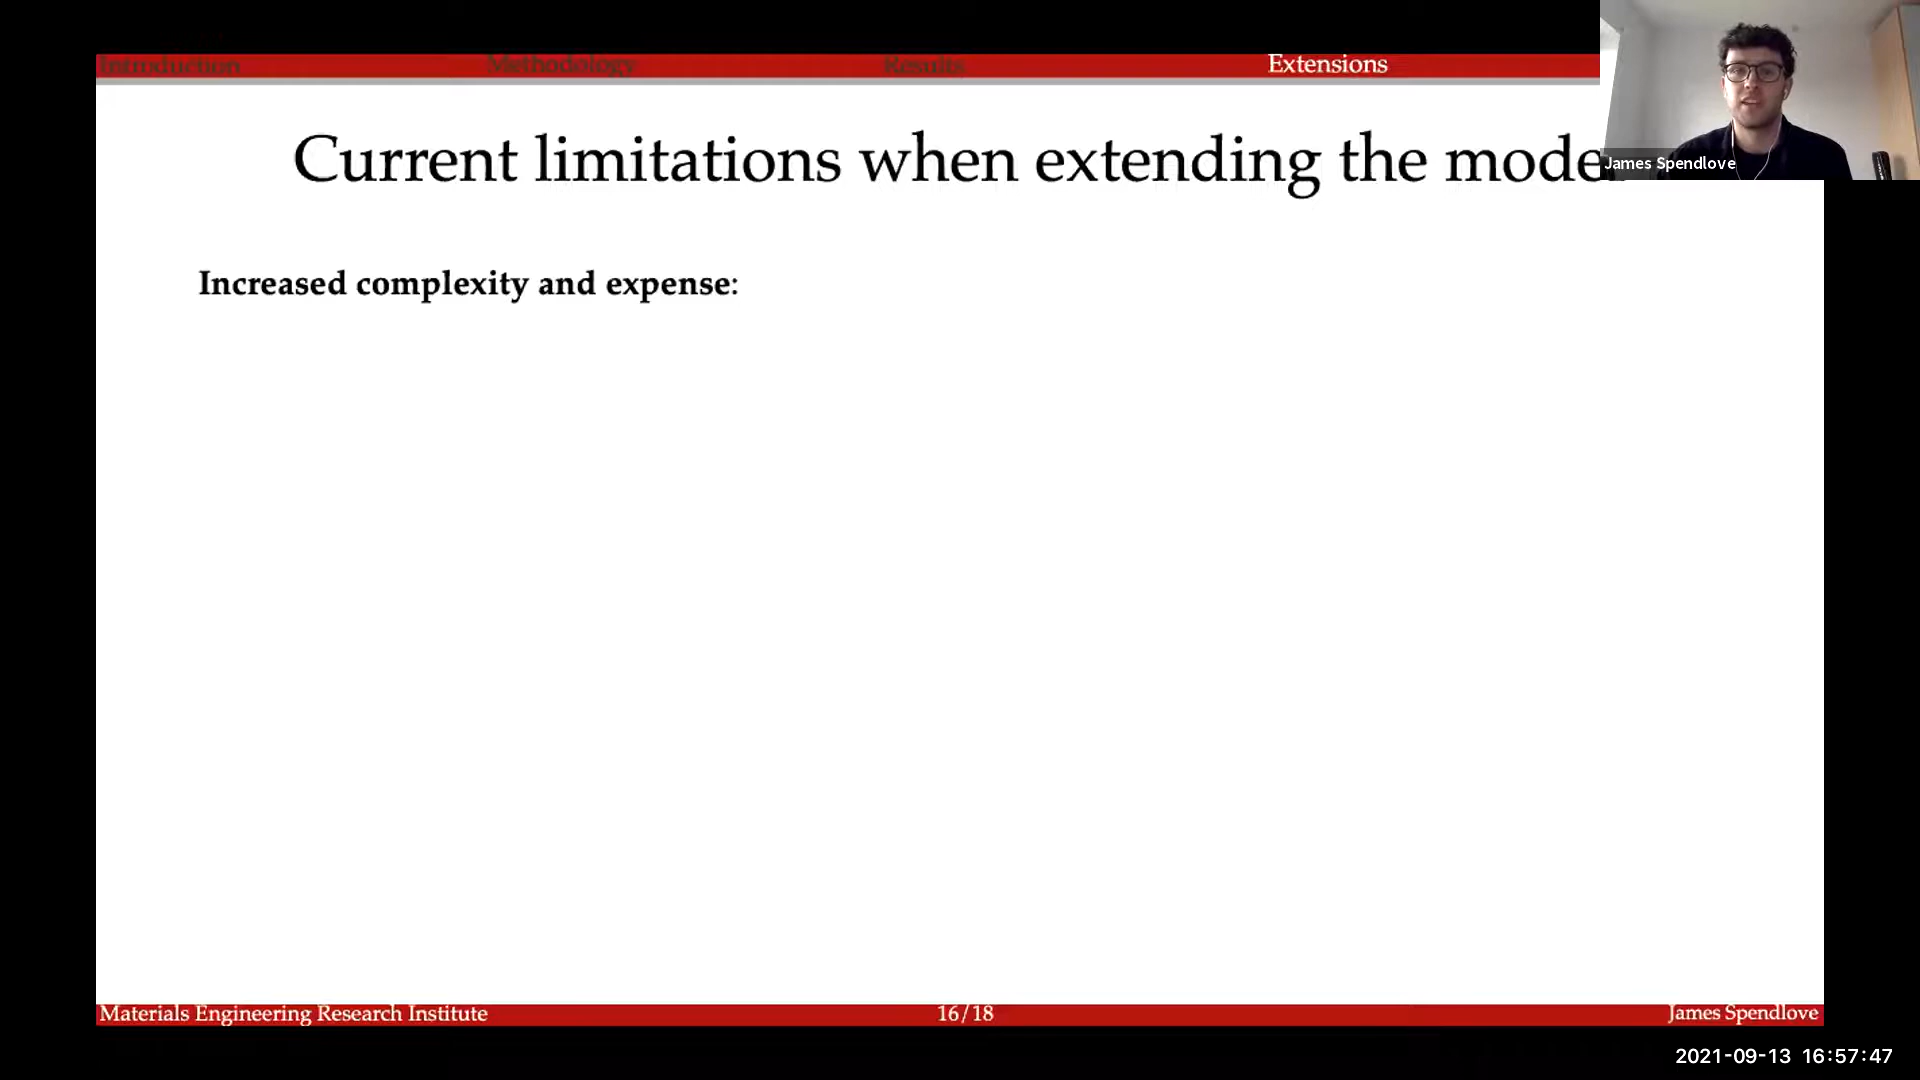 Introduction Methodology Results Extensions
Current limitations when extending the mode
James Spendlove
Increased complexity and expense:
Materials Engineering Research Institute 16/18 James Spendlove
2021-09-13 16:57:47